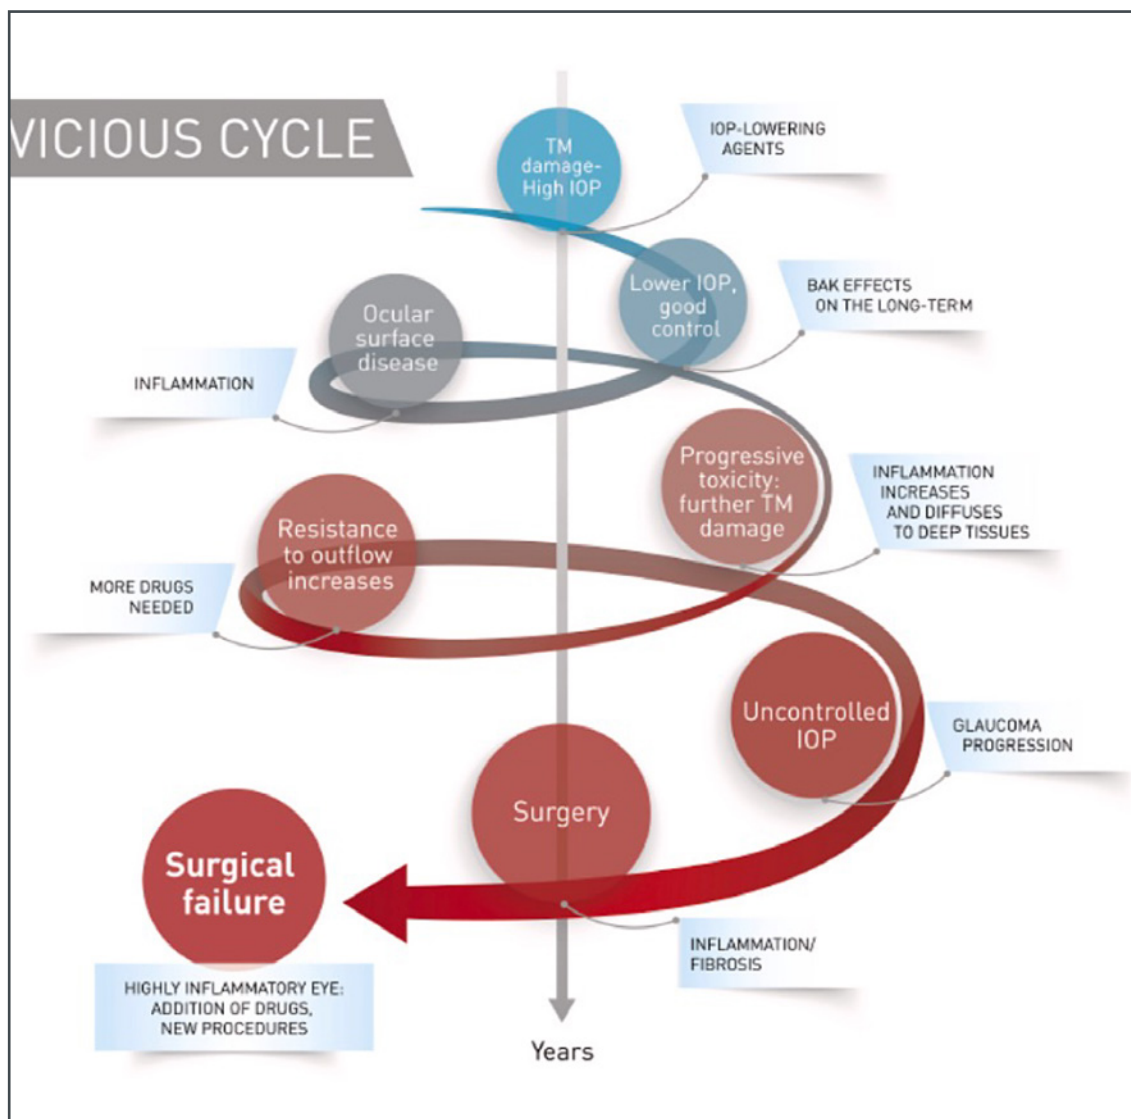 VICIOUS CYCLE
TM
damage-
High IOP
IOP-LOWERING
AGENTS
Lower IOP,
good
control
BAK EFFECTS
ON THE LONG-TERM
Ocular
surface
disease
INFLAMMATION
Progressive
toxicity:
further TM
damage
INFLAMMATION
INCREASES
AND DIFFUSES
TO DEEP TISSUES
Resistance
to outflow
increases
MORE DRUGS
NEEDED
Uncontrolled
IOP
GLAUCOMA
PROGRESSION
Surgery
INFLAMMATION/
FIBROSIS
Surgical
failure
HIGHLY INFLAMMATORY EYE:
ADDITION OF DRUGS,
NEW PROCEDURES
Years